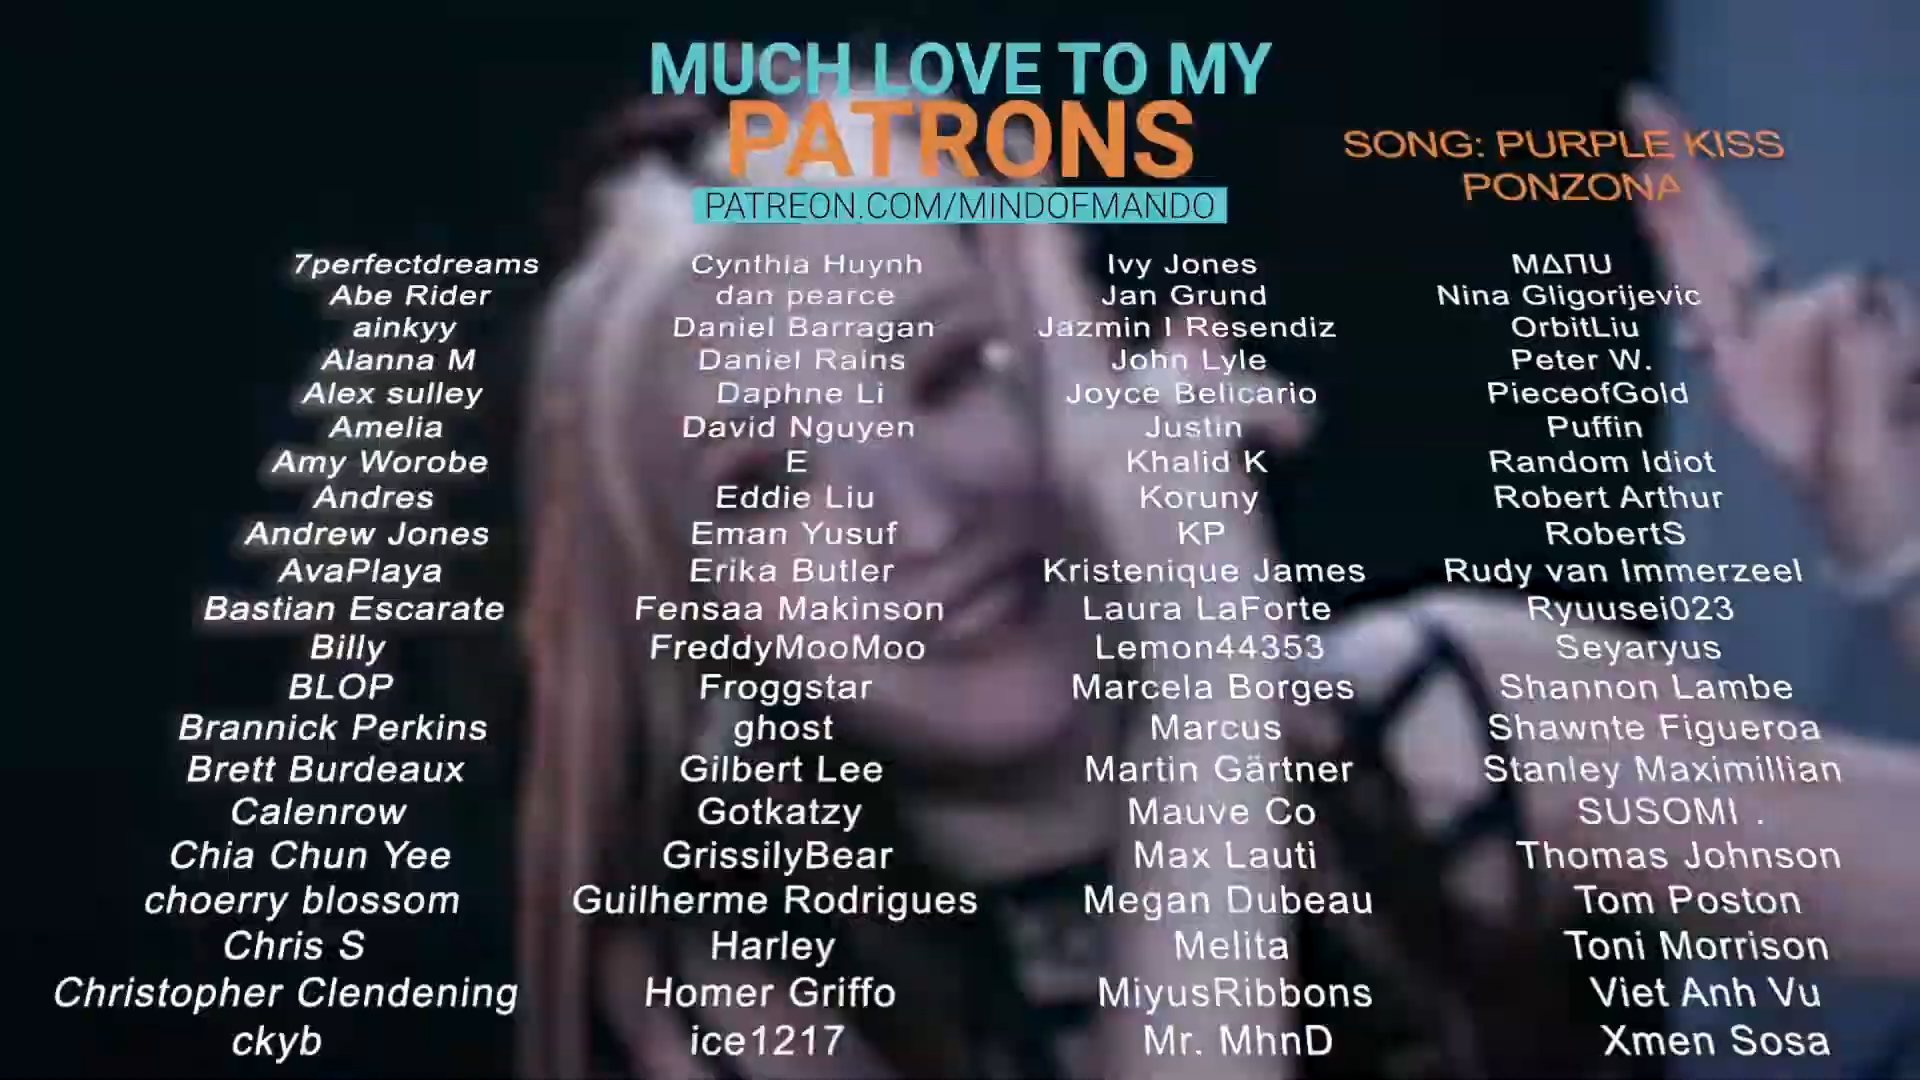 MUCH LOVE TO MY
PATRONS
PATREON.COM/MINDOFMANDO
SONG: PURPLE KISS
PONZONA
7perfectdreams
Abe Rider
ainkyy
Alanna M
Alex sulley
Amelia
Amy Worobe
Andres
Andrew Jones
AvaPlaya
Bastian Escarate
Billy
BLOP
Brannick Perkins
Brett Burdeaux
Calenrow
Chia Chun Yee
choerry blossom
Chris S
Christopher Clendening
ckyb
Cynthia Huynh
dan pearce
Daniel Barragan
Daniel Rains
Daphne Li
David Nguyen
E
Eddie Liu
Eman Yusuf
Erika Butler
Fensaa Makinson
FreddyMooMoo
Froggstar
ghost
Gilbert Lee
Gotkatzy
GrissilyBear
Guilherme Rodrigues
Harley
Homer Griffo
ice1217
Ivy Jones
Jan Grund
Jazmin I Resendiz
John Lyle
Joyce Belicario
Justin
Khalid K
Koruny
KP
Kristenique James
Laura LaForte
Lemon44353
Marcela Borges
Marcus
Martin Gärtner
Mauve Co
Max Lauti
Megan Dubeau
Melita
MiyusRibbons
Mr. MhnD
MΔΠU
Nina Gligorijevic
OrbitLiu
Peter W.
PieceofGold
Puffin
Random Idiot
Robert Arthur
RobertS
Rudy van Immerzeel
Ryuusei023
Seyaryus
Shannon Lambe
Shawnte Figueroa
Stanley Maximillian
SUSOMI .
Thomas Johnson
Tom Poston
Toni Morrison
Viet Anh Vu
Xmen Sosa